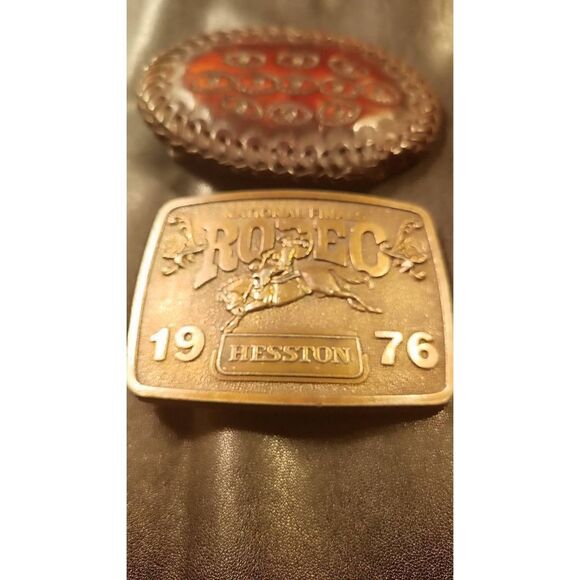 NATIONAL FINALS
RODEO
19 76
HESSTON